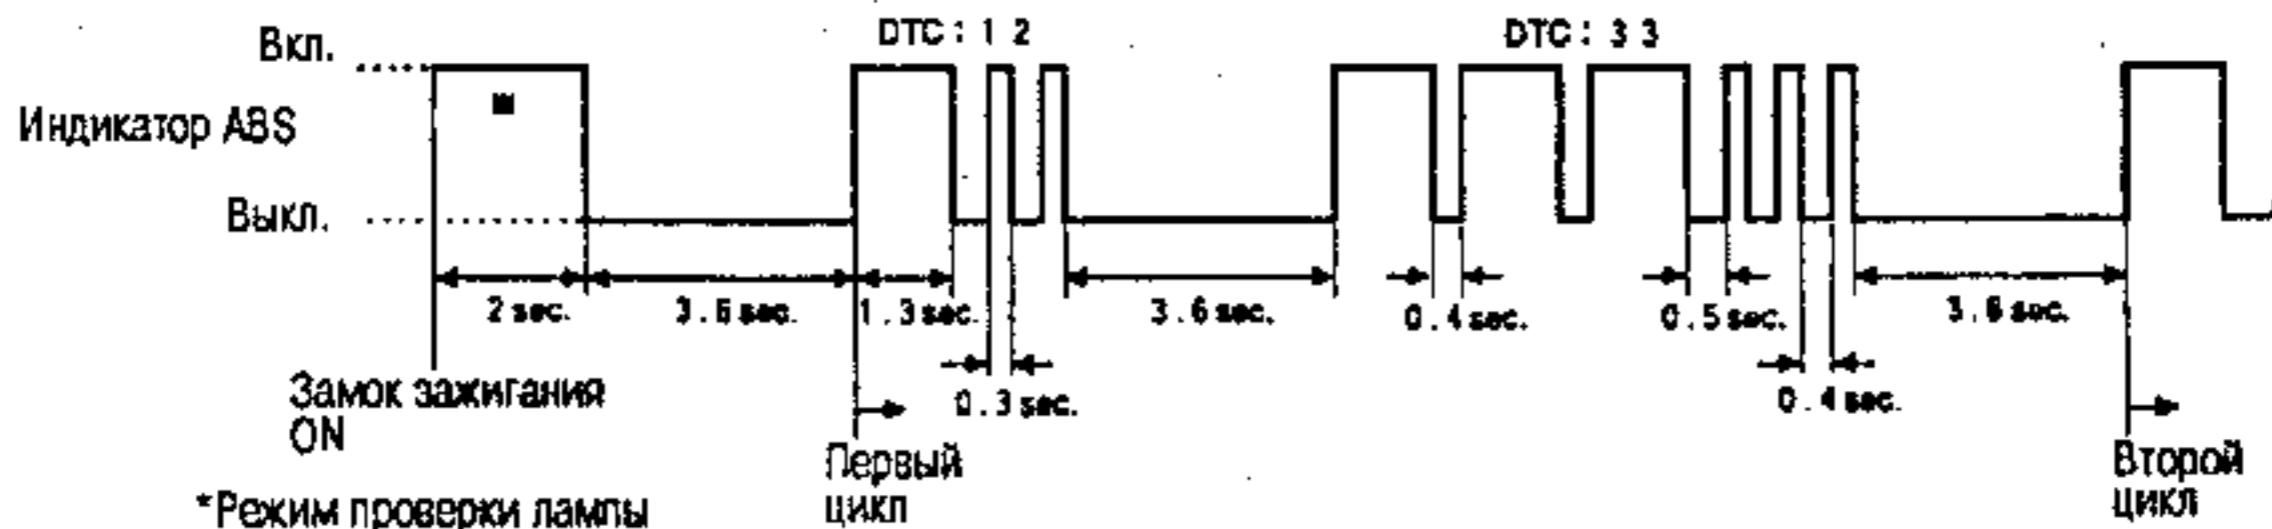 DTC: 1 2
DTC: 3 3
Вкл.
Индикатор ABS
Выкл.
2 sec.
3.6 sec.
1.3 sec.
3.6 sec.
0.4 sec.
0.5 sec.
3.6 sec.
0.3 sec.
0.4 sec.
Замок зажигания
ON
Первый
цикл
Второй
цикл
*Режим проверки лампы